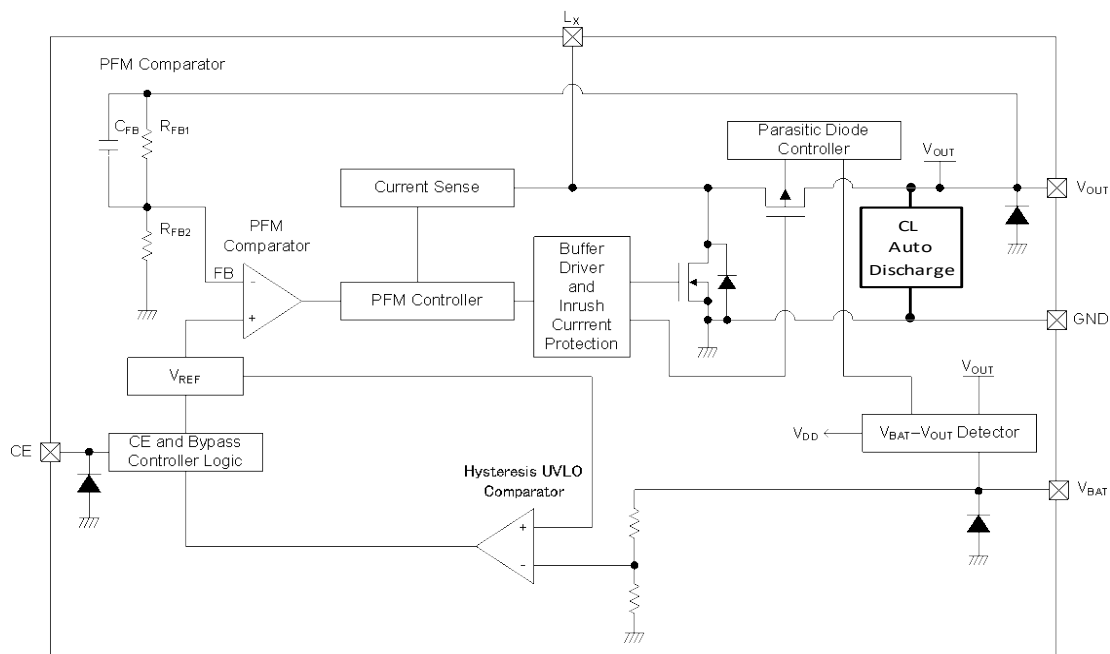 Lx
PFM Comparator
CFB
RFB1
Parasitic Diode
Controller
VOUT
Current Sense
VOUT
RFB2
PFM
Comparator
CL
Auto
Discharge
Buffer
Driver
and
Inrush
Currrent
Protection
FB
-
PFM Controller
+
GND
VREF
VOUT
CE
CE and Bypass
Controller Logic
VDD
VBAT-VOUT Detector
Hysteresis UVLO
Comparator
VBAT
+
-